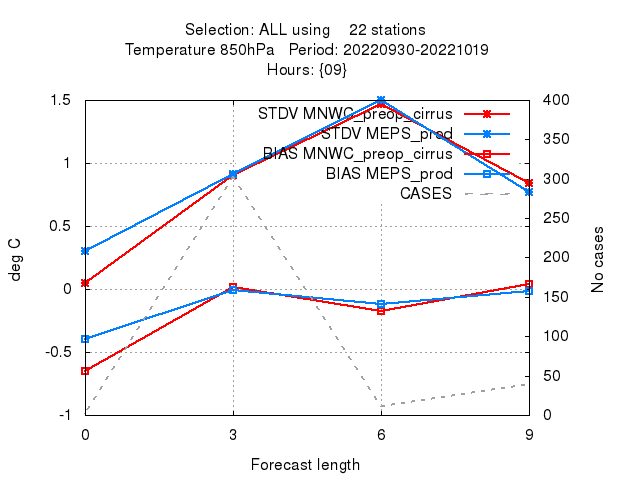 Selection: ALL using    22 stations
Temperature 850hPa   Period: 20220930-20221019
Hours: {09}
STDV MNWC_preop_cirrus
STDV MEPS_prod
BIAS MNWC_preop_cirrus
BIAS MEPS_prod
CASES
1.5
1
0.5
0
-0.5
-1
deg C
400
350
300
250
200
150
100
50
0
No cases
0 3 6 9
Forecast length